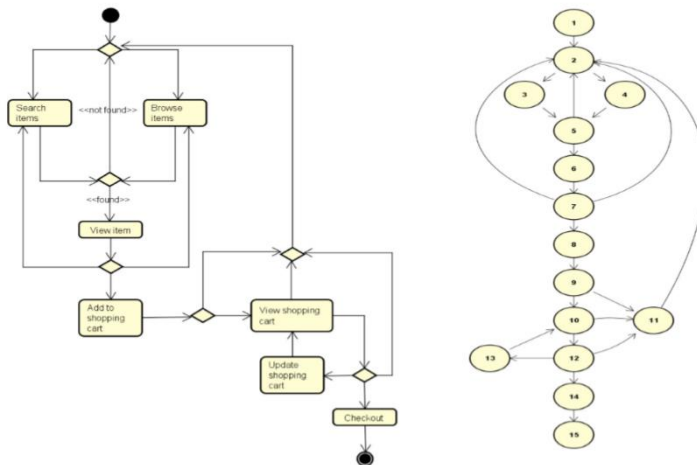 Search
items
<<not found>>
Browse
items
<<found>>
View item
Add to
shopping
cart
View shopping
cart
Update
shopping
cart
Checkout
1
2
3
4
5
6
7
8
9
10
11
13
12
14
15